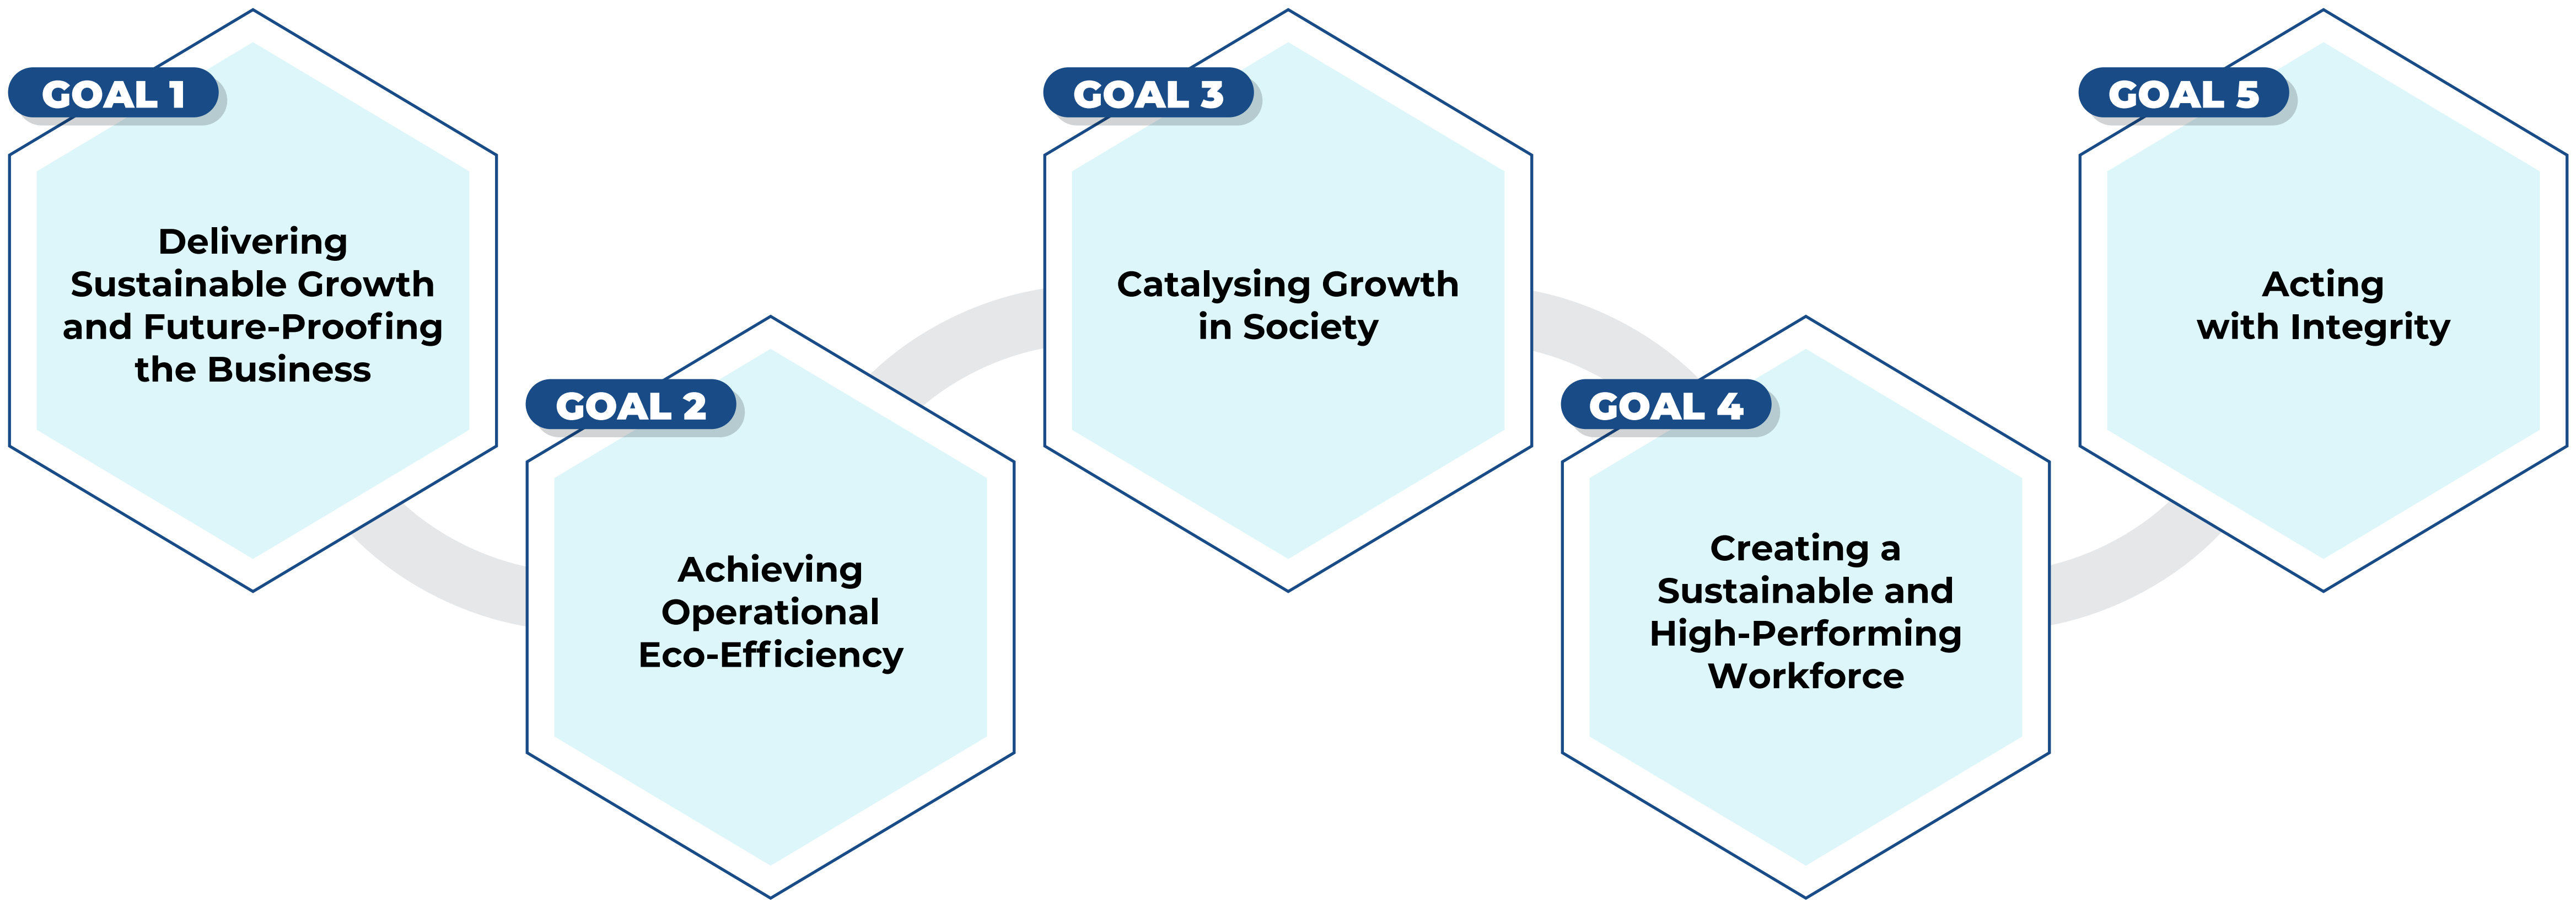 GOAL 1
Delivering
Sustainable Growth
and Future-Proofing
the Business
GOAL 2
Achieving
Operational
Eco-Efficiency
GOAL 3
Catalysing Growth
in Society
GOAL 4
Creating a
Sustainable and
High-Performing
Workforce
GOAL 5
Acting
with Integrity